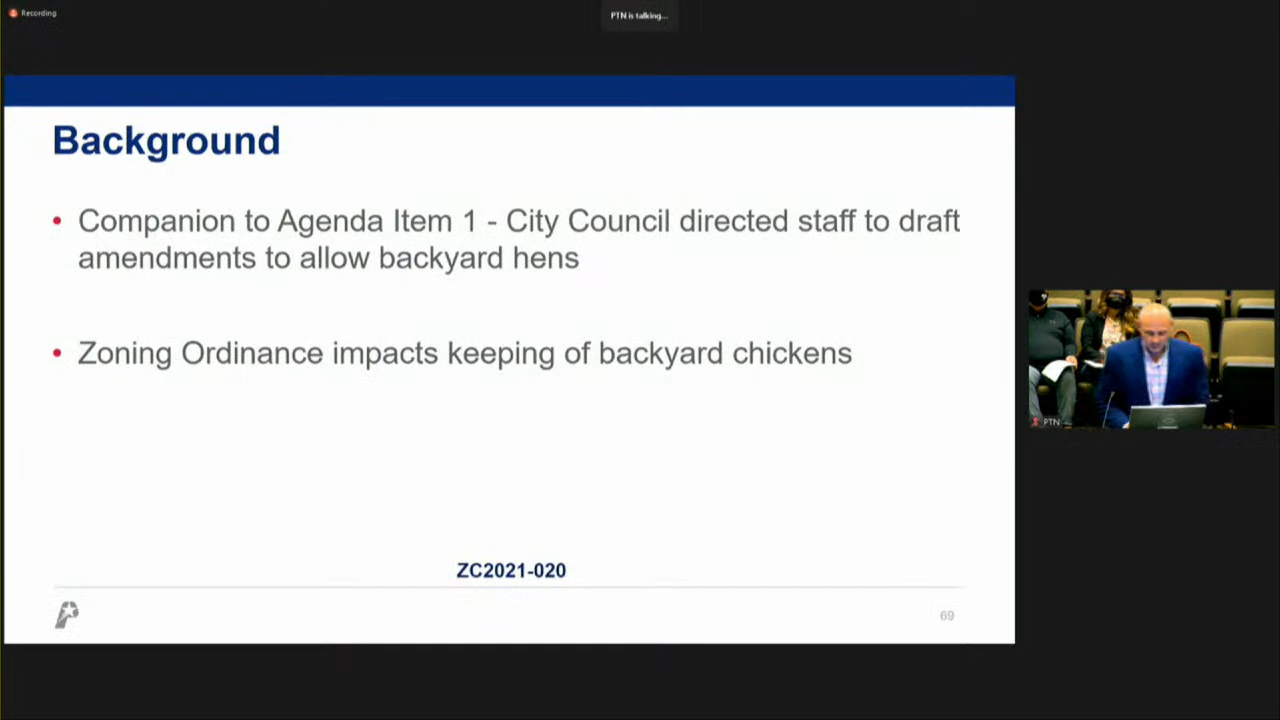 Recording
PTN is talking...
Background
• Companion to Agenda Item 1 - City Council directed staff to draft
amendments to allow backyard hens
• Zoning Ordinance impacts keeping of backyard chickens
PTN
ZC2021-020
69